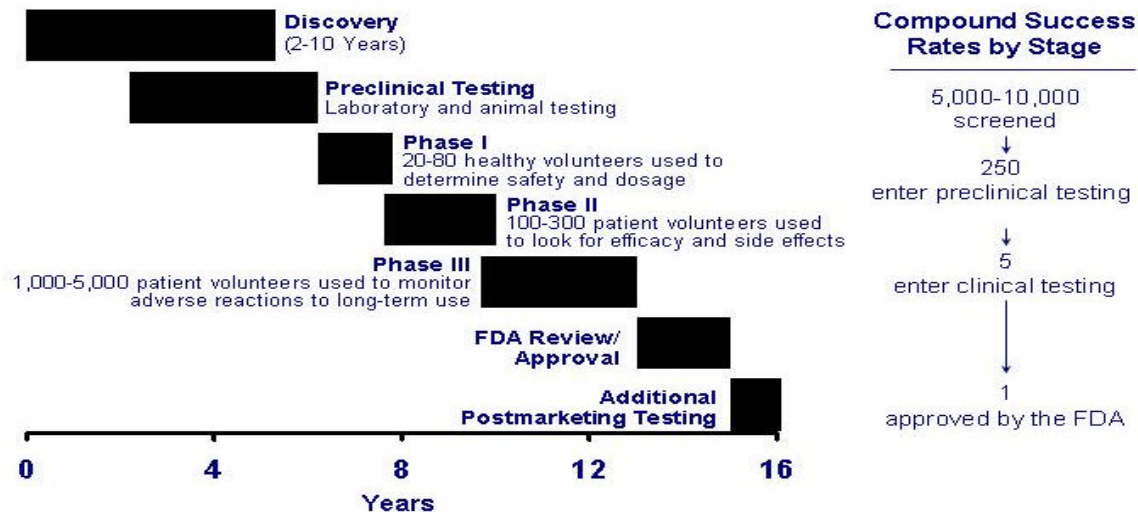 Discovery
(2-10 Years)
Preclinical Testing
Laboratory and animal testing
Phase I
20-80 healthy volunteers used to
determine safety and dosage
Phase II
100-300 patient volunteers used
to look for efficacy and side effects
Phase III
1,000-5,000 patient volunteers used to monitor
adverse reactions to long-term use
FDA Review/
Approval
Additional
Postmarketing Testing
0 4 8 12 16
Years
Compound Success
Rates by Stage
5,000-10,000
screened
250
enter preclinical testing
5
enter clinical testing
1
approved by the FDA